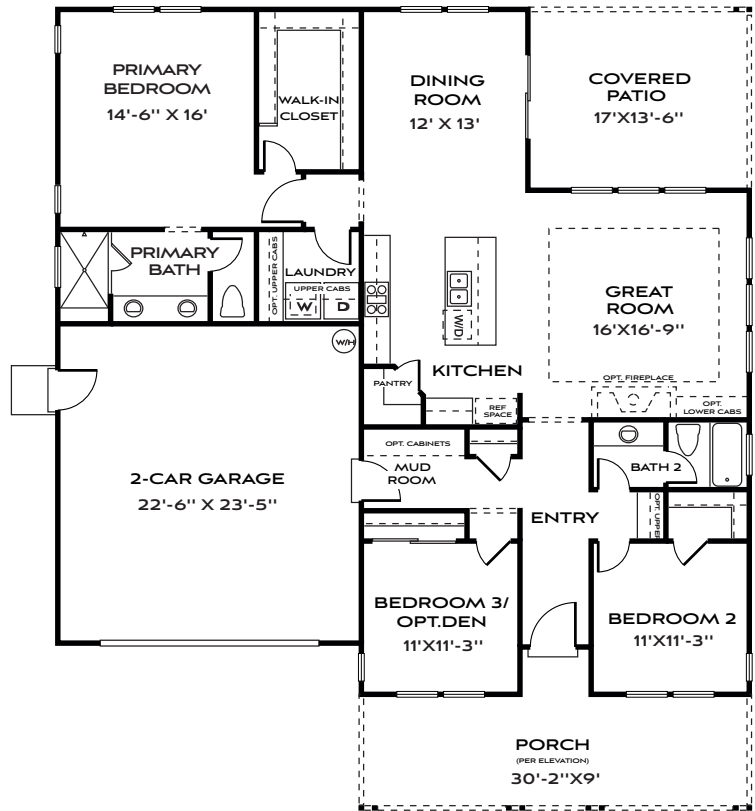 PRIMARY
BEDROOM
14'-6" X 16'
WALK-IN
CLOSET
DINING
ROOM
12' X 13'
COVERED
PATIO
17'X13'-6"
PRIMARY
BATH
OPT. UPPER CABS
LAUNDRY
UPPER CABS
W
D
W/H
W/D
KITCHEN
PANTRY
REF
SPACE
GREAT
ROOM
16'X16'-9"
OPT. FIREPLACE
OPT.
LOWER CABS
2-CAR GARAGE
22'-6" X 23'-5"
OPT. CABINETS
MUD
ROOM
BATH 2
ENTRY
OPT. UPPER
BEDROOM 3/
OPT.DEN
11'X11'-3"
BEDROOM 2
11'X11'-3"
PORCH
(PER ELEVATION)
30'-2"X9'